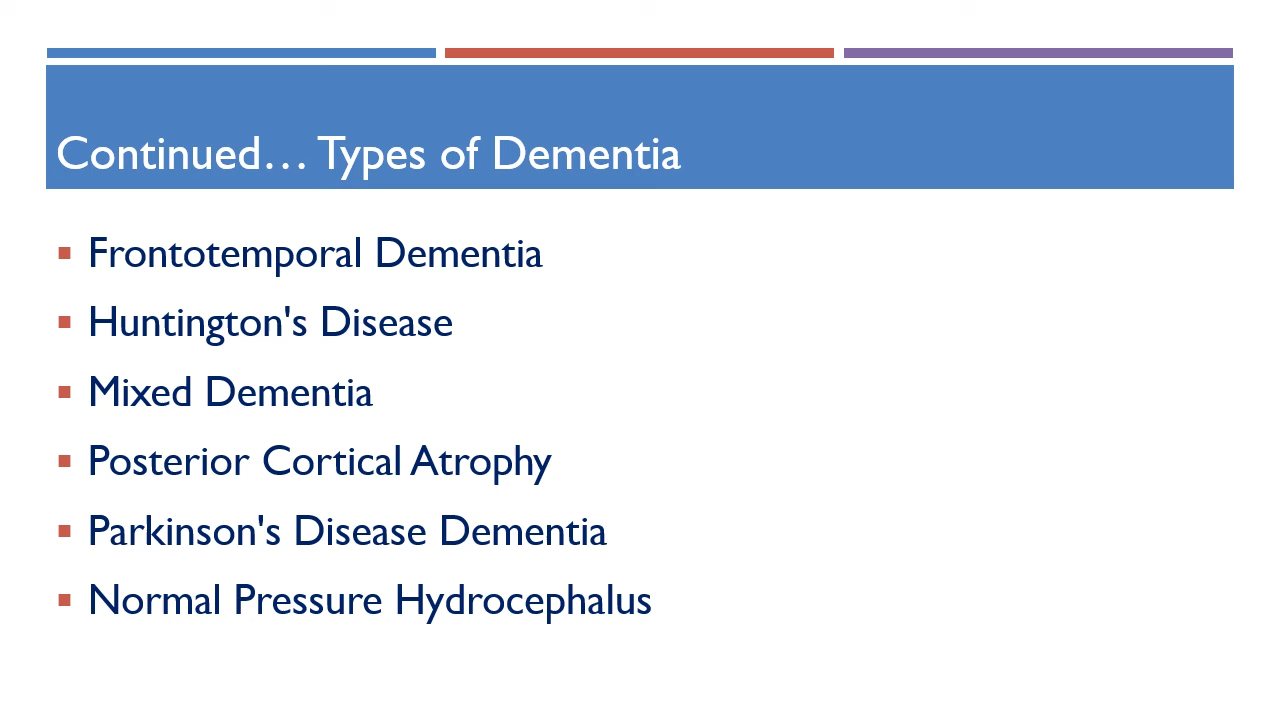 Continued… Types of Dementia
Frontotemporal Dementia
Huntington's Disease
Mixed Dementia
Posterior Cortical Atrophy
Parkinson's Disease Dementia
Normal Pressure Hydrocephalus